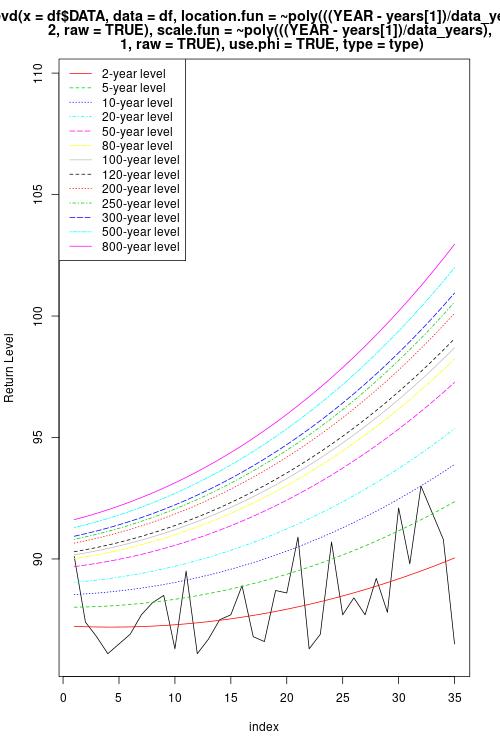 evd(x = df$DATA, data = df, location.fun = ~poly(((YEAR - years[1])/data_ye
2, raw = TRUE), scale.fun = ~poly(((YEAR - years[1])/data_years),
1, raw = TRUE), use.phi = TRUE, type = type)
110
105
100
95
90
Return Level
2-year level
5-year level
10-year level
20-year level
50-year level
80-year level
100-year level
120-year level
200-year level
250-year level
300-year level
500-year level
800-year level
0 5 10 15 20 25 30 35
index